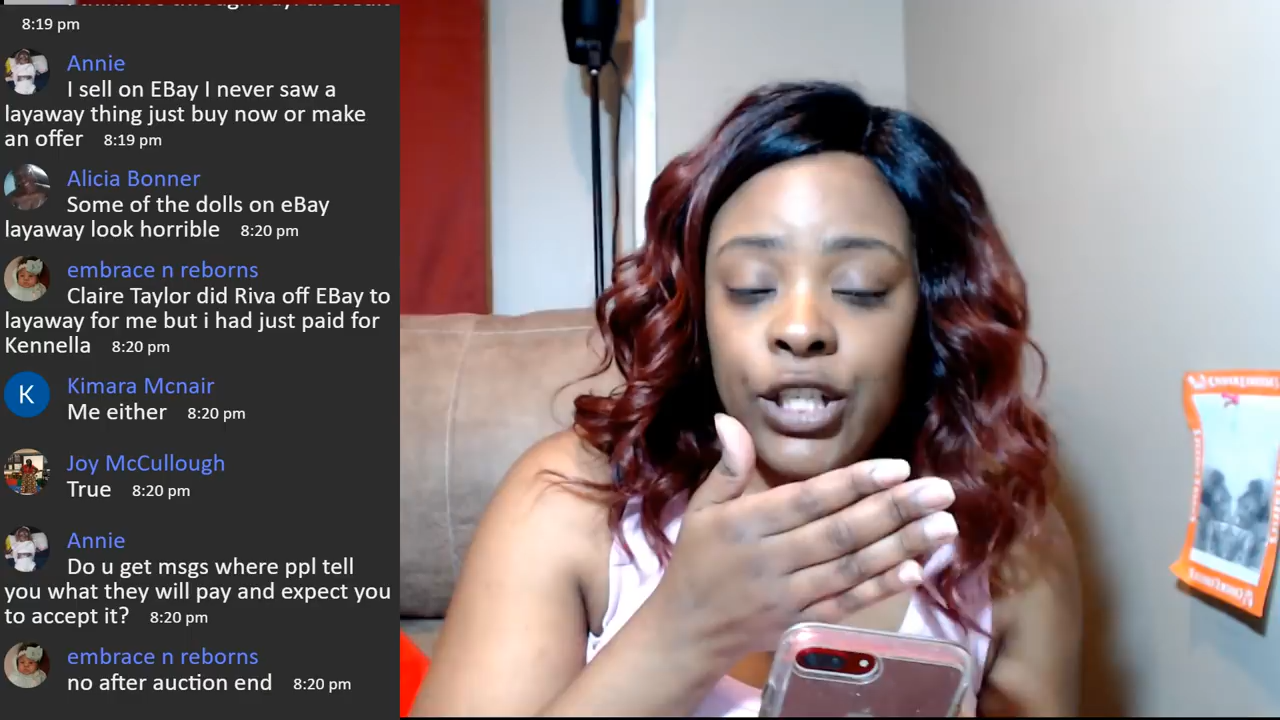 8:19 pm
Annie
I sell on EBay I never saw a
layaway thing just buy now or make
an offer 8:19 pm
Alicia Bonner
Some of the dolls on eBay
layaway look horrible 8:20 pm
embrace n reborns
Claire Taylor did Riva off EBay to
layaway for me but i had just paid for
Kennella 8:20 pm
K
Kimara Mcnair
Me either 8:20 pm
Joy McCullough
True 8:20 pm
Annie
Do u get msgs where ppl tell
you what they will pay and expect you
to accept it? 8:20 pm
embrace n reborns
no after auction end 8:20 pm